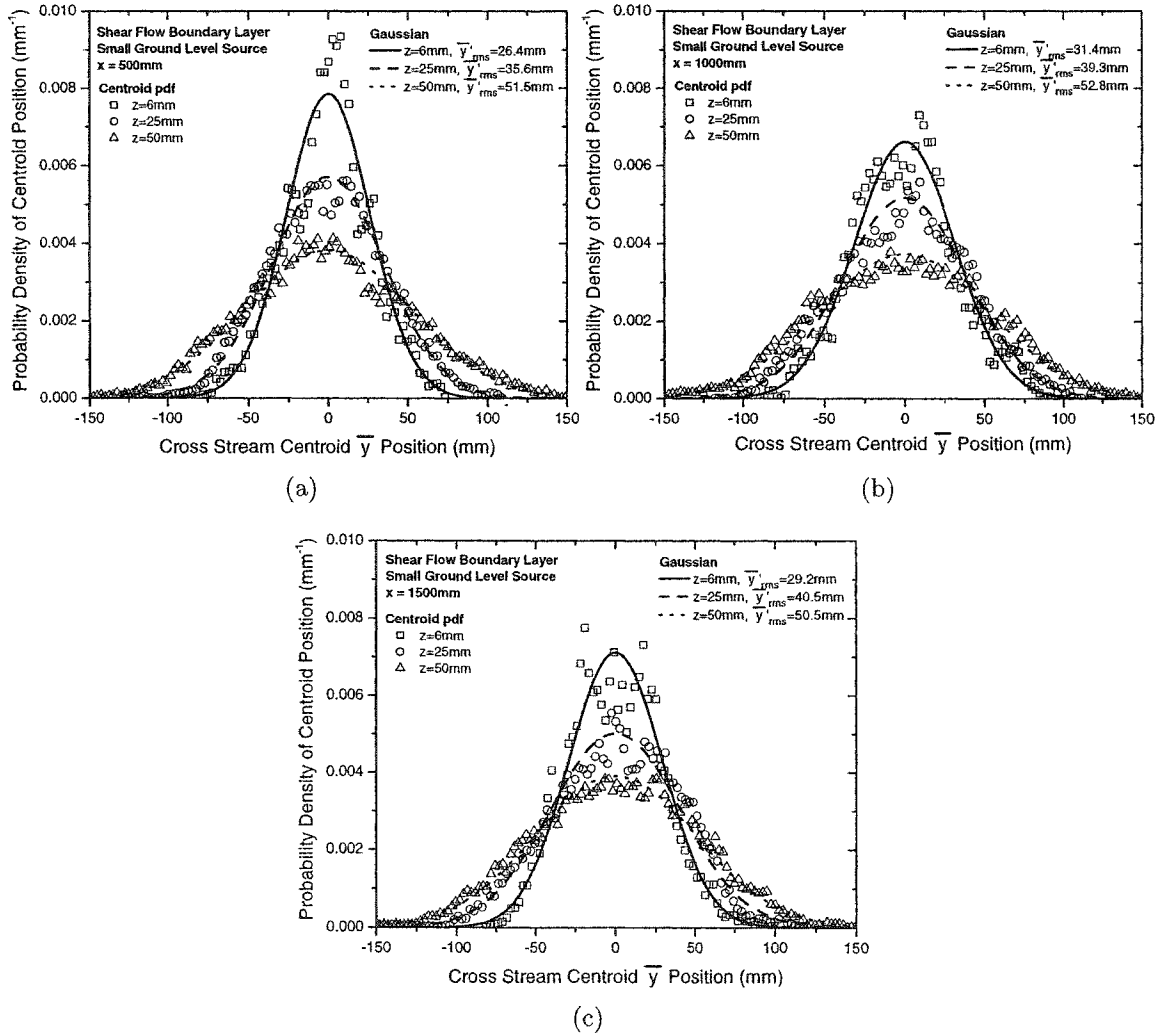 Shear Flow Boundary Layer
Small Ground Level Source
x = 500mm
Centroid pdf
z=6mm
z=25mm
z=50mm
Gaussian
z=6mm, y̅'rms=26.4mm
z=25mm, y̅'rms=35.6mm
z=50mm, y̅'rms=51.5mm
Probability Density of Centroid Position (mm⁻¹)
0.010
0.008
0.006
0.004
0.002
0.000
-150 -100 -50 0 50 100 150
Cross Stream Centroid y̅ Position (mm)
(a)
Shear Flow Boundary Layer
Small Ground Level Source
x = 1000mm
Centroid pdf
z=6mm
z=25mm
z=50mm
Gaussian
z=6mm, y̅'rms=31.4mm
z=25mm, y̅'rms=39.3mm
z=50mm, y̅'rms=52.8mm
Probability Density of Centroid Position (mm⁻¹)
0.010
0.008
0.006
0.004
0.002
0.000
-150 -100 -50 0 50 100 150
Cross Stream Centroid y̅ Position (mm)
(b)
Shear Flow Boundary Layer
Small Ground Level Source
x = 1500mm
Centroid pdf
z=6mm
z=25mm
z=50mm
Gaussian
z=6mm, y̅'rms=29.2mm
z=25mm, y̅'rms=40.5mm
z=50mm, y̅'rms=50.5mm
Probability Density of Centroid Position (mm⁻¹)
0.010
0.008
0.006
0.004
0.002
0.000
-150 -100 -50 0 50 100 150
Cross Stream Centroid y̅ Position (mm)
(c)